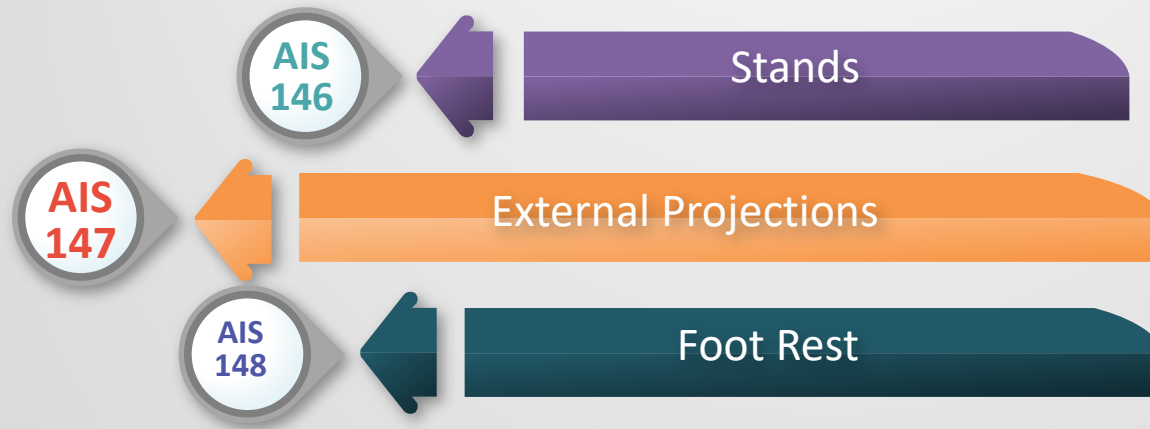 AIS
146
Stands
AIS
147
External Projections
AIS
148
Foot Rest